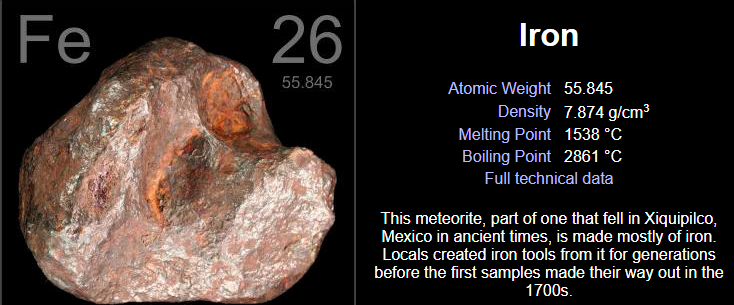 Fe 26
55.845
Iron
Atomic Weight 55.845
Density 7.874 g/cm³
Melting Point 1538 °C
Boiling Point 2861 °C
Full technical data
This meteorite, part of one that fell in Xiquipilco,
Mexico in ancient times, is made mostly of iron.
Locals created iron tools from it for generations
before the first samples made their way out in the
1700s.